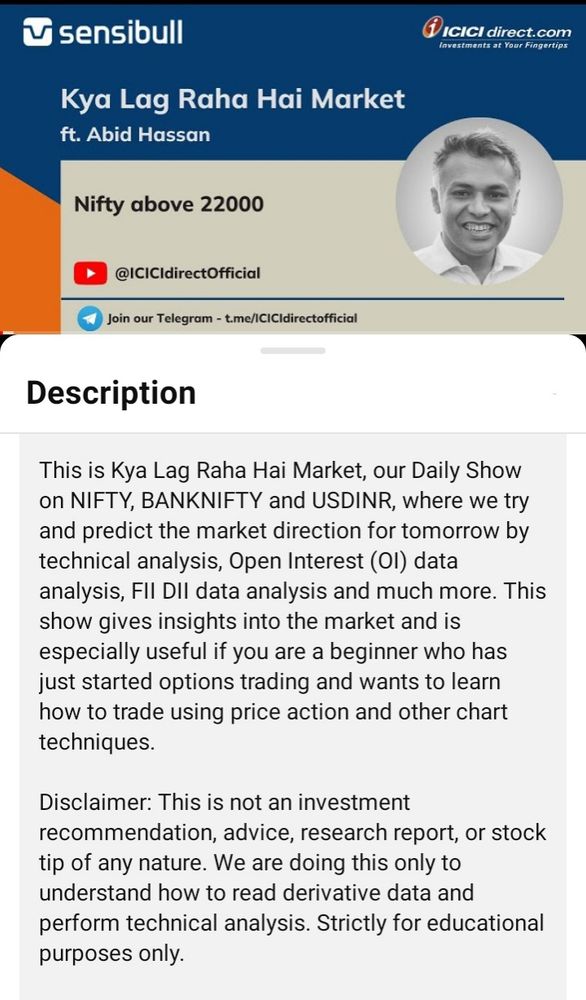 sensibull
ICICI direct.com
Investments at Your Fingertips
Kya Lag Raha Hai Market
ft. Abid Hassan
Nifty above 22000
@ICICIdirectOfficial
Join our Telegram - t.me/ICICIdirectofficial
Description
This is Kya Lag Raha Hai Market, our Daily Show
on NIFTY, BANKNIFTY and USDINR, where we try
and predict the market direction for tomorrow by
technical analysis, Open Interest (OI) data
analysis, FII DII data analysis and much more. This
show gives insights into the market and is
especially useful if you are a beginner who has
just started options trading and wants to learn
how to trade using price action and other chart
techniques.
Disclaimer: This is not an investment
recommendation, advice, research report, or stock
tip of any nature. We are doing this only to
understand how to read derivative data and
perform technical analysis. Strictly for educational
purposes only.